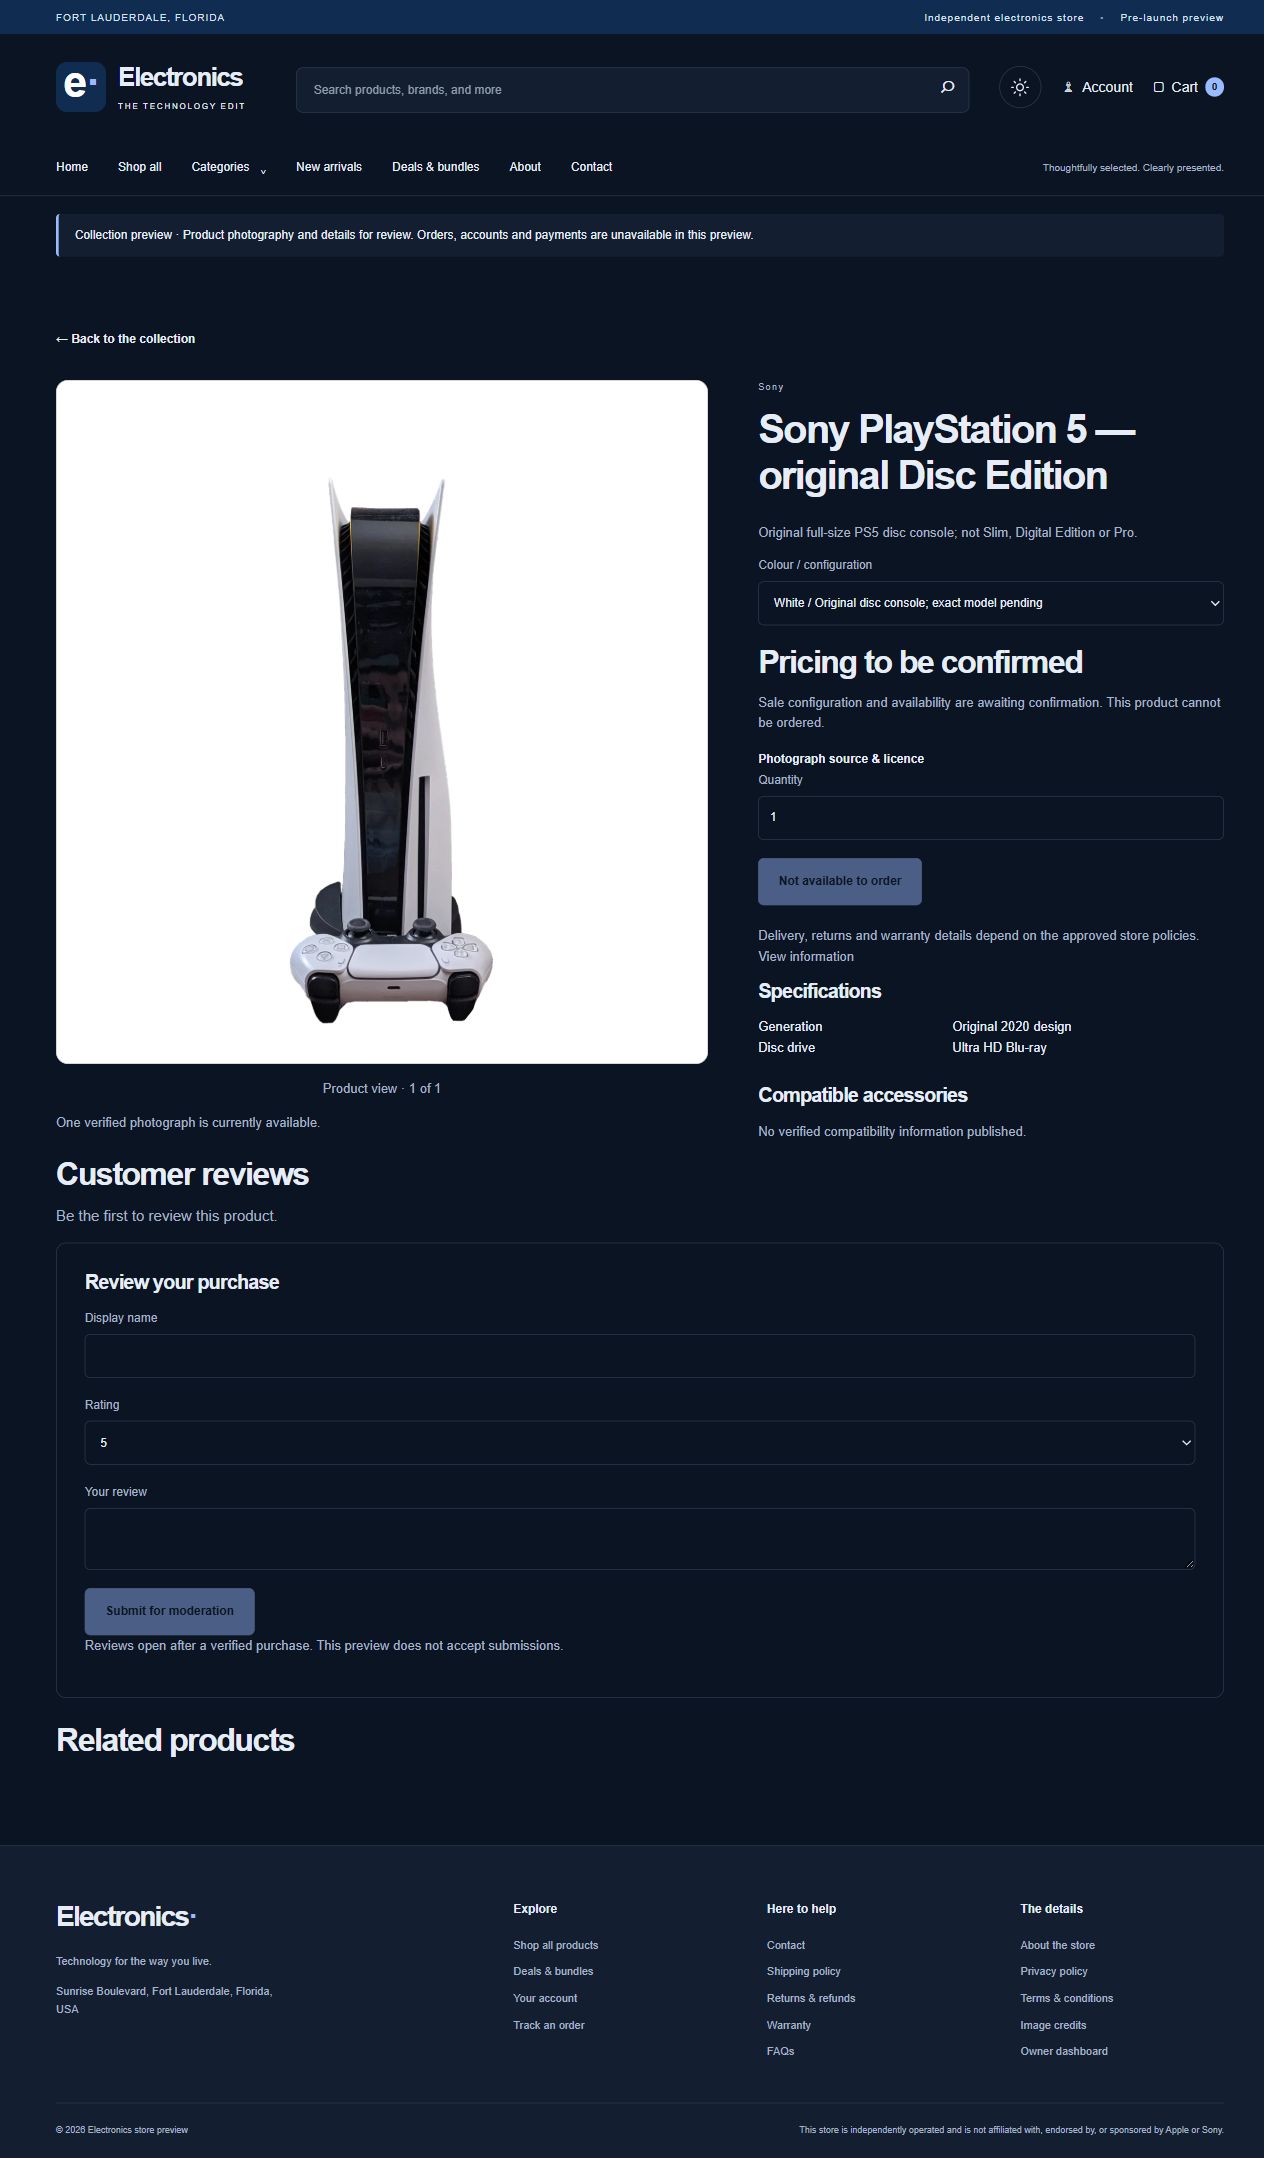 FORT LAUDERDALE, FLORIDA
Independent electronics store · Pre-launch preview
e·
Electronics
THE TECHNOLOGY EDIT
Search products, brands, and more
Account
Cart 0
Home
Shop all
Categories
New arrivals
Deals & bundles
About
Contact
Thoughtfully selected. Clearly presented.
Collection preview · Product photography and details for review. Orders, accounts and payments are unavailable in this preview.
← Back to the collection
Product view · 1 of 1
One verified photograph is currently available.
Sony
Sony PlayStation 5 —
original Disc Edition
Original full-size PS5 disc console; not Slim, Digital Edition or Pro.
Colour / configuration
White / Original disc console; exact model pending
Pricing to be confirmed
Sale configuration and availability are awaiting confirmation. This product cannot
be ordered.
Photograph source & licence
Quantity
1
Not available to order
Delivery, returns and warranty details depend on the approved store policies.
View information
Specifications
Generation Original 2020 design
Disc drive Ultra HD Blu-ray
Compatible accessories
No verified compatibility information published.
Customer reviews
Be the first to review this product.
Review your purchase
Display name
Rating
5
Your review
Submit for moderation
Reviews open after a verified purchase. This preview does not accept submissions.
Related products
Electronics·
Technology for the way you live.
Sunrise Boulevard, Fort Lauderdale, Florida,
USA
Explore
Shop all products
Deals & bundles
Your account
Track an order
Here to help
Contact
Shipping policy
Returns & refunds
Warranty
FAQs
The details
About the store
Privacy policy
Terms & conditions
Image credits
Owner dashboard
© 2026 Electronics store preview
This store is independently operated and is not affiliated with, endorsed by, or sponsored by Apple or Sony.